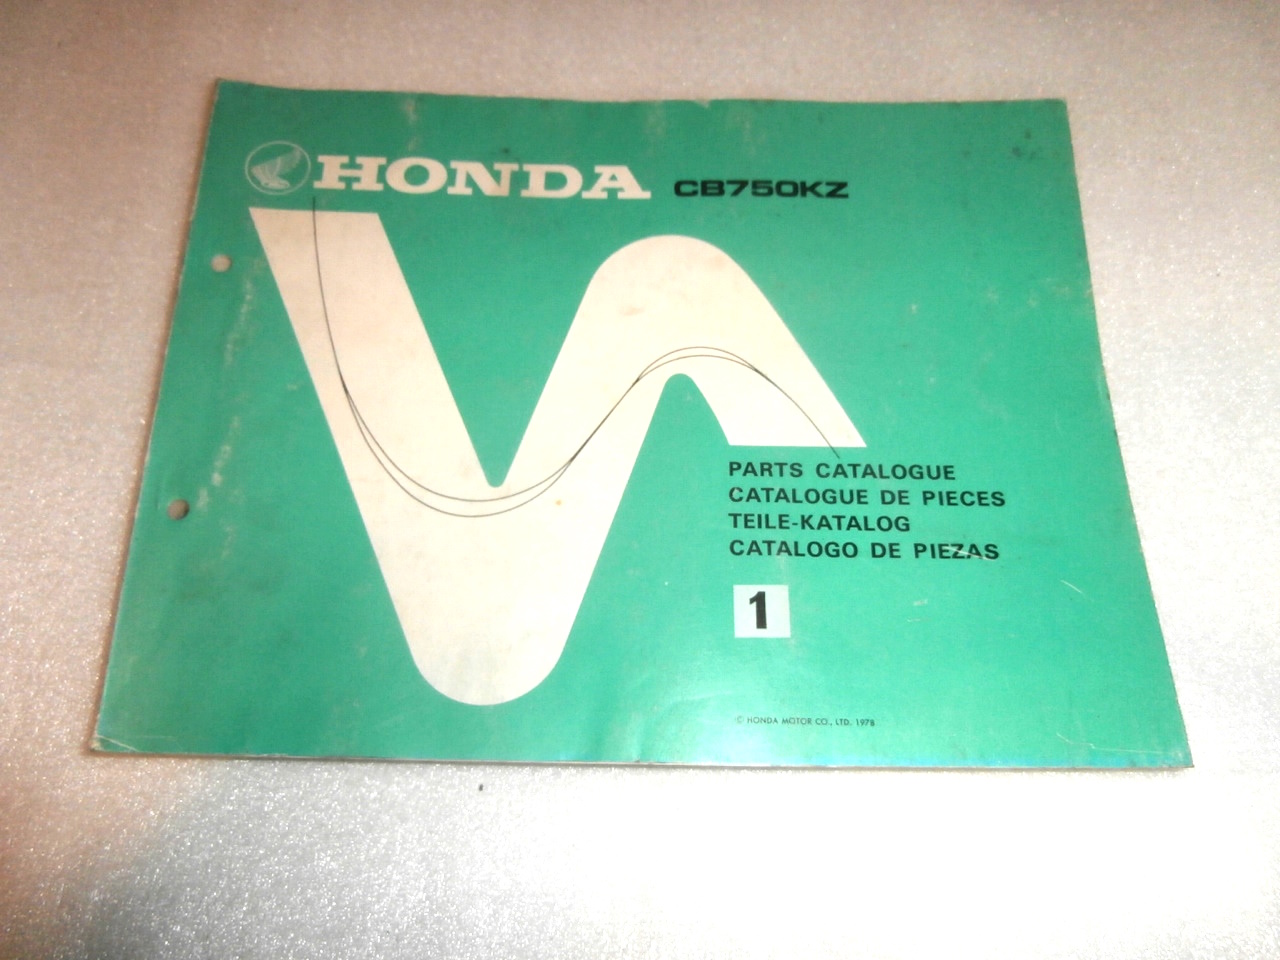 HONDA CB750KZ
PARTS CATALOGUE
CATALOGUE DE PIECES
TEILE-KATALOG
CATALOGO DE PIEZAS
1
© HONDA MOTOR CO., LTD. 1978